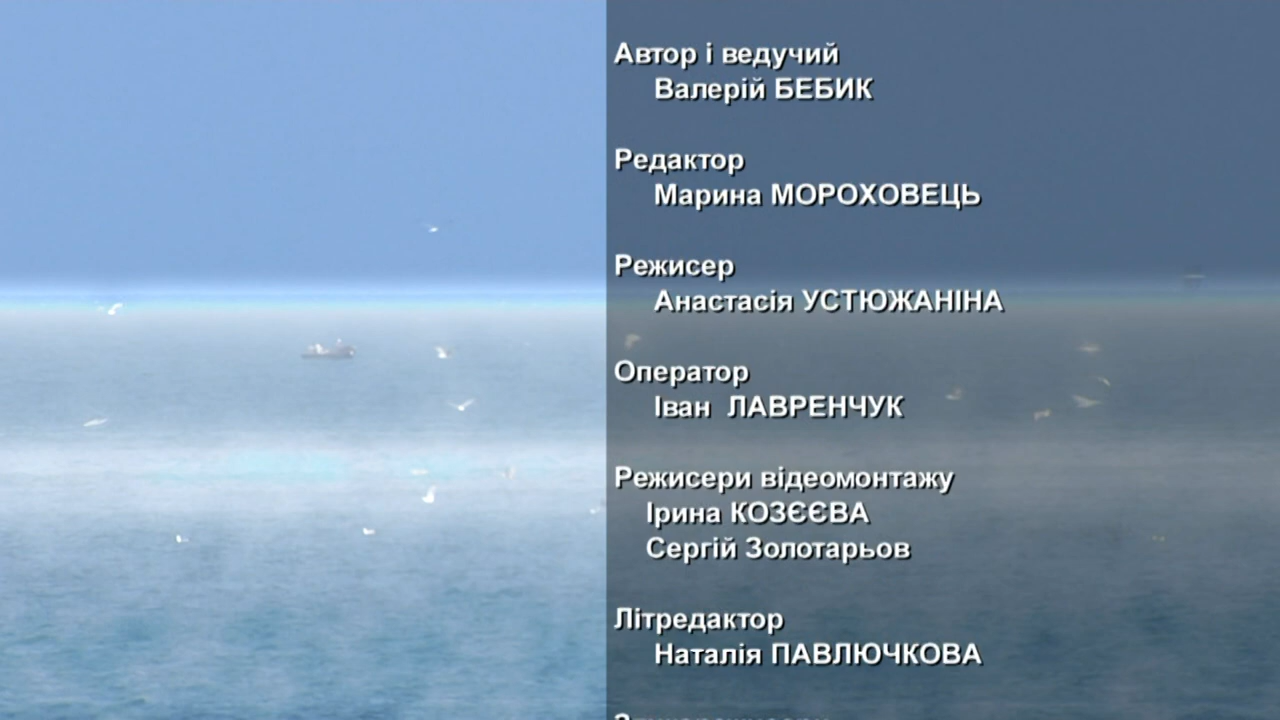 Автор і ведучий
Валерій БЕБИК
Редактор
Марина МОРОХОВЕЦЬ
Режисер
Анастасія УСТЮЖАНІНА
Оператор
Іван ЛАВРЕНЧУК
Режисери відеомонтажу
Ірина КОЗЄЄВА
Сергій Золотарьов
Літредактор
Наталія ПАВЛЮЧКОВА